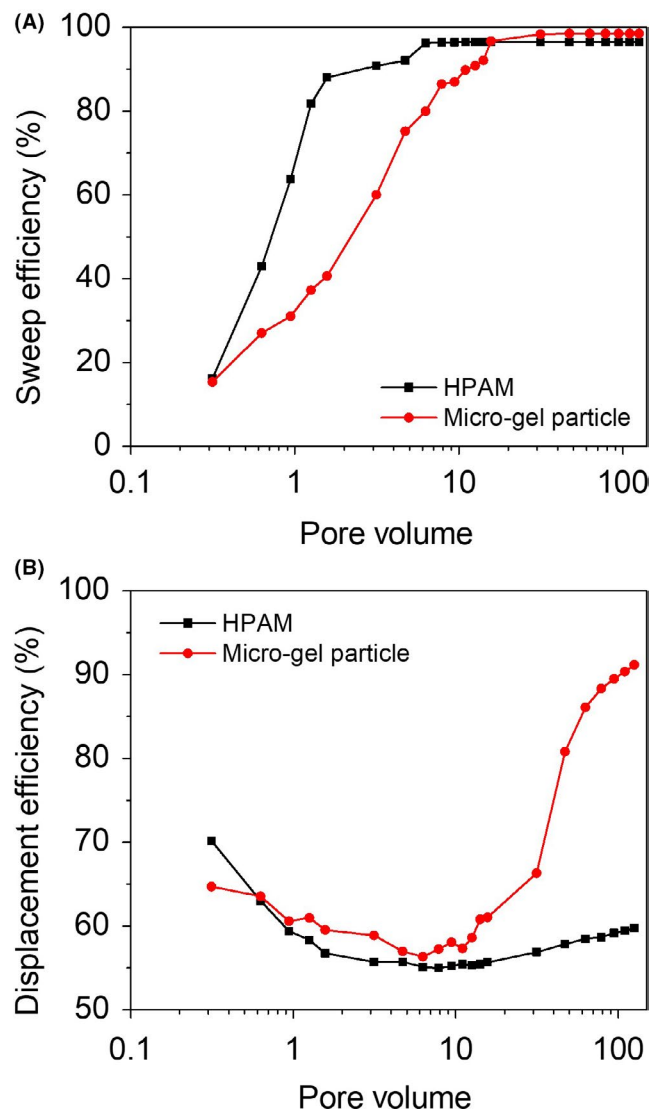 (A)
100
80
60
40
20
0
Sweep efficiency (%)
HPAM
Micro-gel particle
0.1 1 10 100
Pore volume
(B)
100
90
80
70
60
50
Displacement efficiency (%)
HPAM
Micro-gel particle
0.1 1 10 100
Pore volume